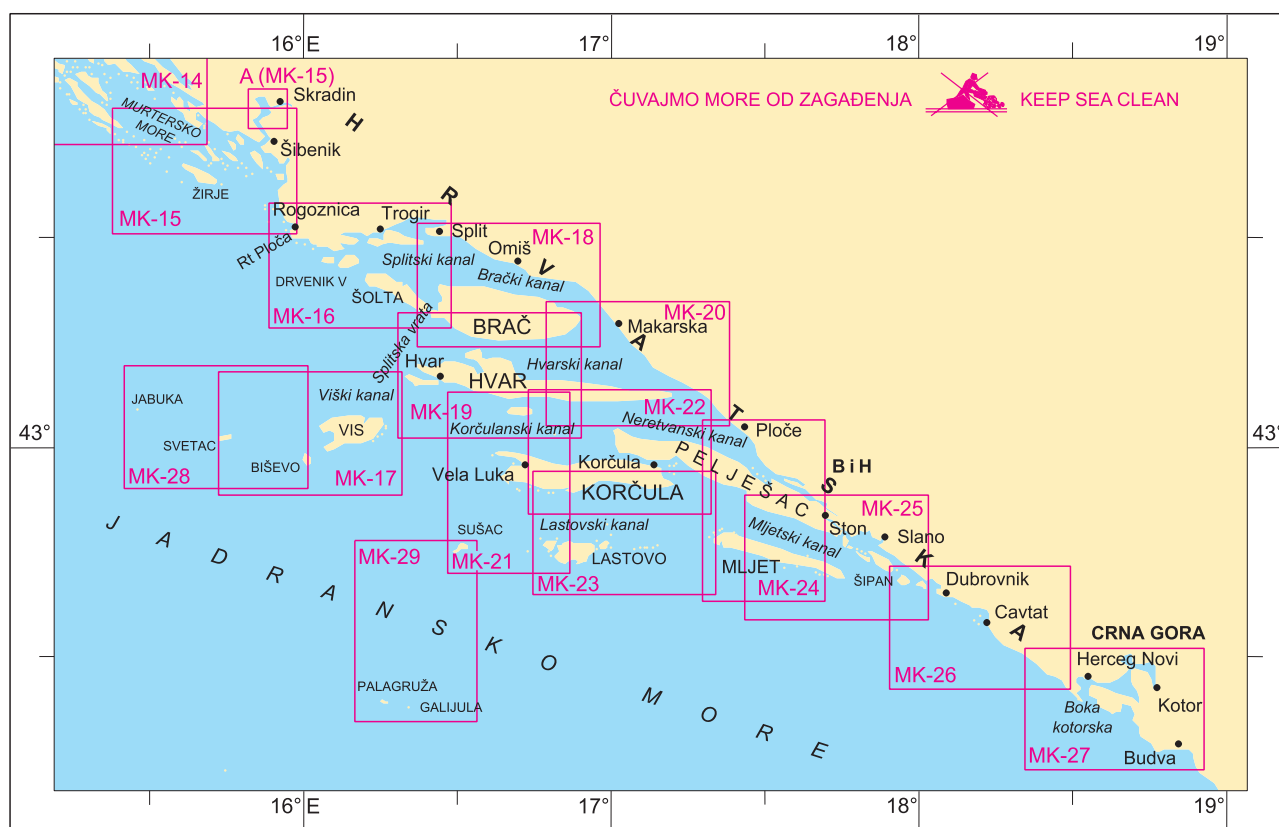 16° E
17°
18°
19°
MK-14
A (MK-15)
Skradin
ČUVAJMO MORE OD ZAGAĐENJA
KEEP SEA CLEAN
MURTERSKO
MORE
Šibenik
ŽIRJE
MK-15
H R V A T S K A
Rogoznica
Trogir
Split
MK-18
Rt Ploča
Omiš
Splitski kanal
Brački kanal
DRVENIK V
ŠOLTA
MK-16
MK-20
BRAČ
Makarska
Splitska vrata
Hvar
Hvarski kanal
HVAR
JABUKA
Viški kanal
MK-19
MK-22
VIS
Korčulanski kanal
Neretvanski kanal
Ploče
43°
43°
SVETAC
BIŠEVO
MK-28
MK-17
Vela Luka
Korčula
PELJEŠAC
BiH
KORČULA
MK-25
Ston
Slano
SUŠAC
Lastovski kanal
Mljetski kanal
JADRANSKO MORE
MK-29
MK-21
LASTOVO
MLJET
MK-23
MK-24
ŠIPAN
Dubrovnik
Cavtat
CRNA GORA
Herceg Novi
MK-26
PALAGRUŽA
GALIJULA
Boka
kotorska
Kotor
MK-27
Budva
16° E
17°
18°
19°